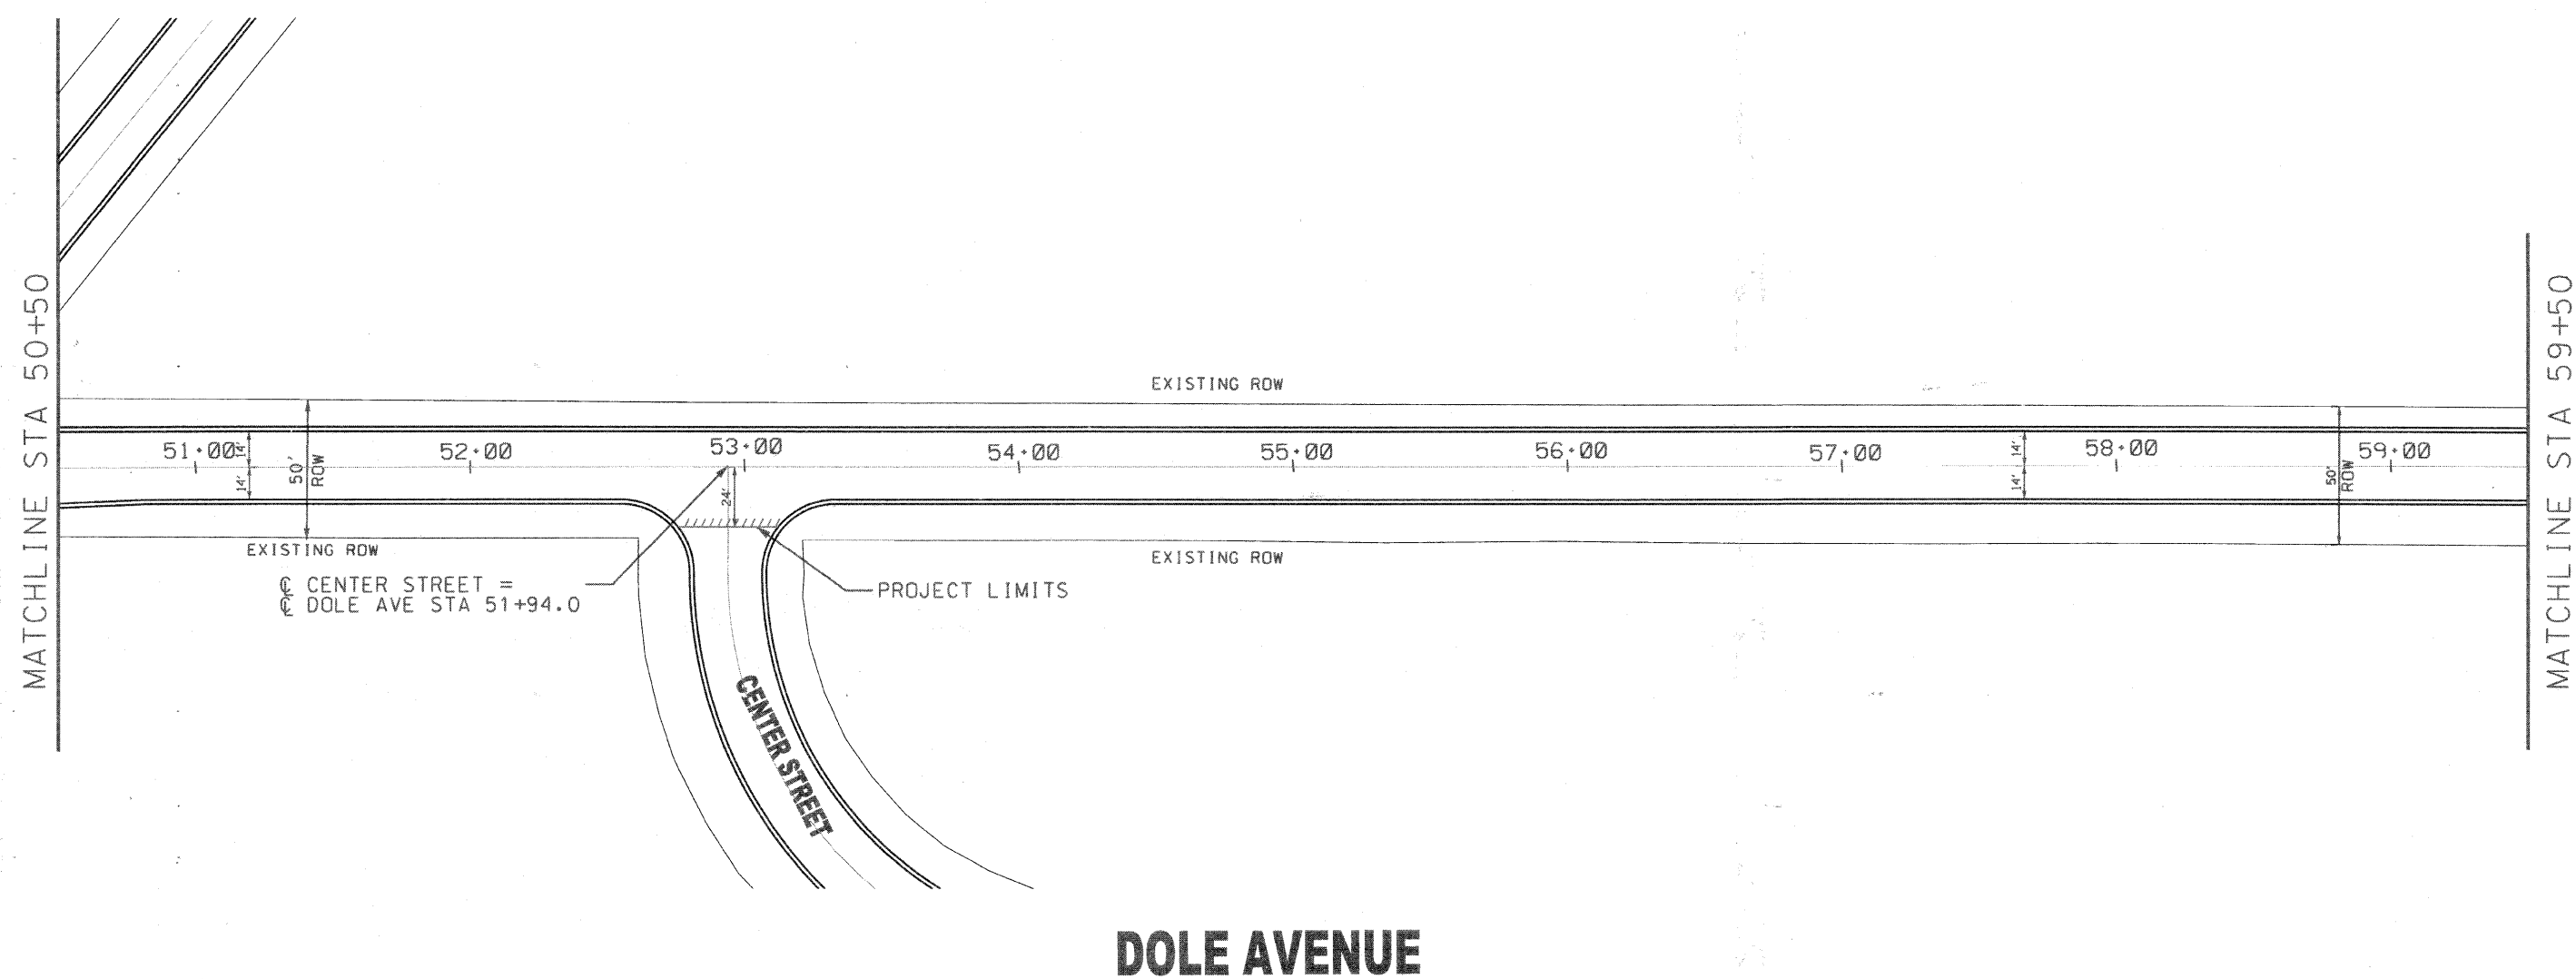 MATCHLINE STA 50+50
EXISTING ROW
51+00 52+00 53+00 54+00 55+00 56+00 57+00 58+00 59+00
14'
14'
50'
ROW
24'
14'
14'
50'
ROW
EXISTING ROW
EXISTING ROW
℄ CENTER STREET =
℄ DOLE AVE STA 51+94.0
PROJECT LIMITS
CENTER STREET
MATCHLINE STA 59+50
DOLE AVENUE